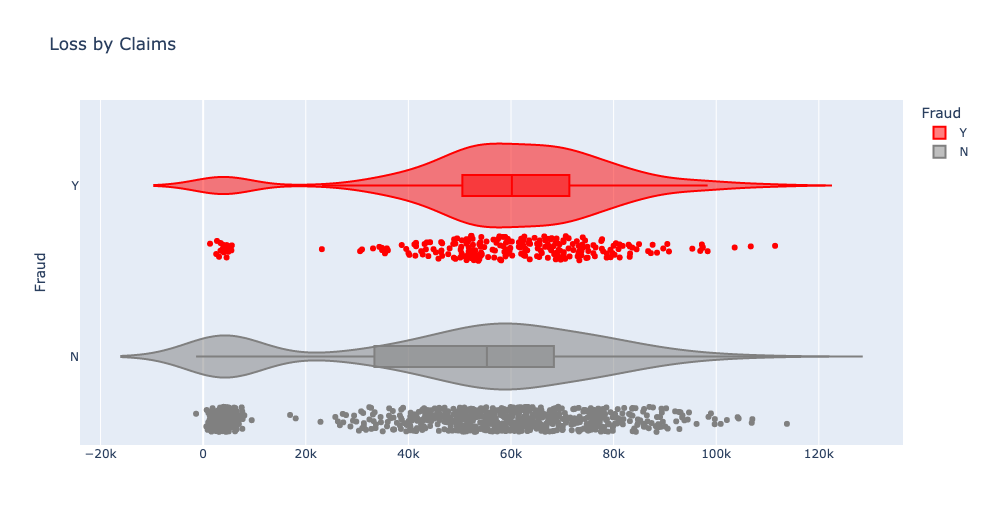 Loss by Claims
Fraud
Y
N
Y
Fraud
N
−20k
0
20k
40k
60k
80k
100k
120k